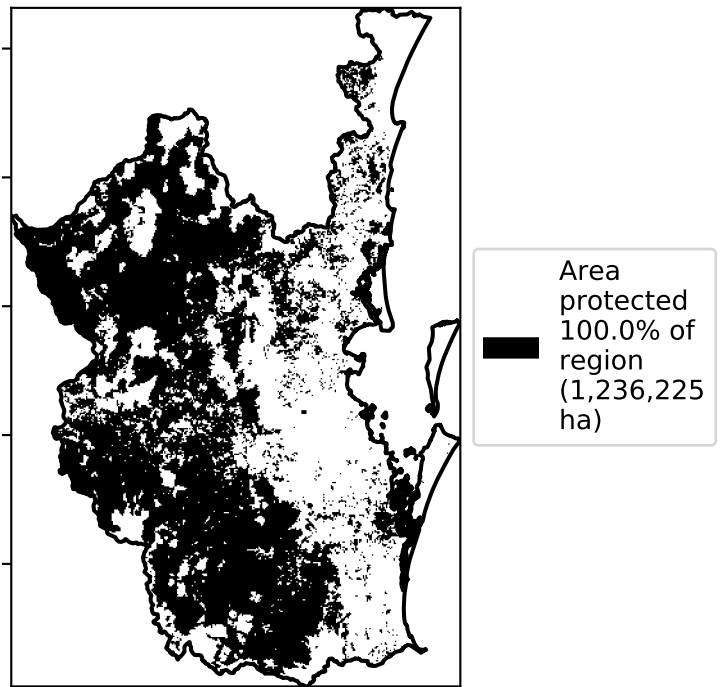 Area
protected
100.0% of
region
(1,236,225
ha)